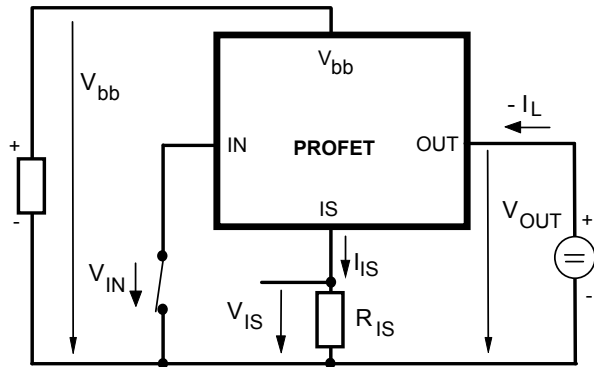 V_bb
V_bb
- I_L
IN
PROFET
OUT
+
IS
V_OUT
+
-
I_IS
V_IN
V_IS
R_IS
-